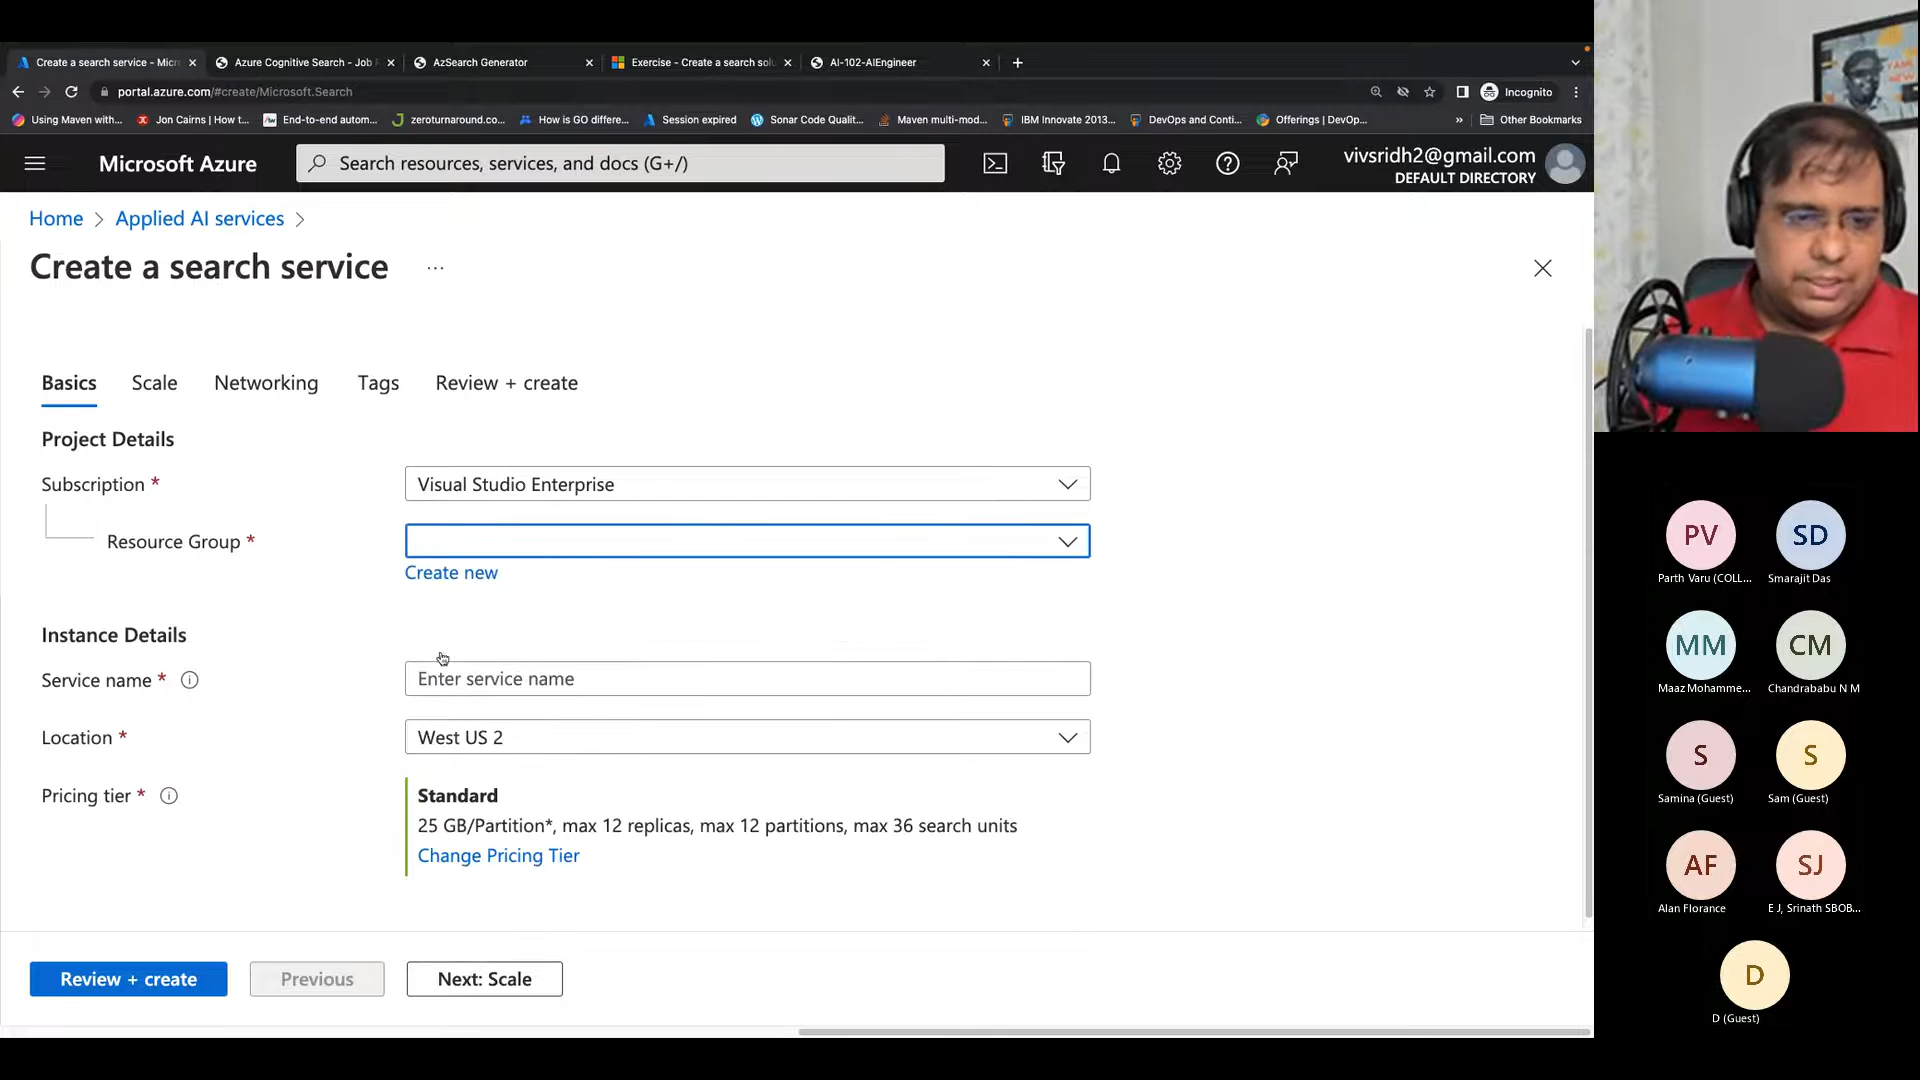 Create a search service - Micr
Azure Cognitive Search - Job
AzSearch Generator
Exercise - Create a search solu
AI-102-AIEngineer
portal.azure.com/#create/Microsoft.Search
Incognito
Using Maven with...
Jon Cairns | How t...
End-to-end autom...
zeroturnaround.co...
How is GO differe...
Session expired
Sonar Code Qualit...
Maven multi-mod...
IBM Innovate 2013...
DevOps and Conti...
Offerings | DevOp...
»
Other Bookmarks
Microsoft Azure
Search resources, services, and docs (G+/)
vivsridh2@gmail.com
DEFAULT DIRECTORY
Home > Applied AI services >
Create a search service ...
Basics
Scale
Networking
Tags
Review + create
Project Details
Subscription *
Visual Studio Enterprise
Resource Group *
Create new
Instance Details
Service name *
Enter service name
Location *
West US 2
Pricing tier *
Standard
25 GB/Partition*, max 12 replicas, max 12 partitions, max 36 search units
Change Pricing Tier
Review + create
Previous
Next: Scale
PV
Parth Varu (COLL...
SD
Smarajit Das
MM
Maaz Mohamme...
CM
Chandrababu N M
S
Samina (Guest)
S
Sam (Guest)
AF
Alan Florance
SJ
E J, Srinath SBOB...
D
D (Guest)